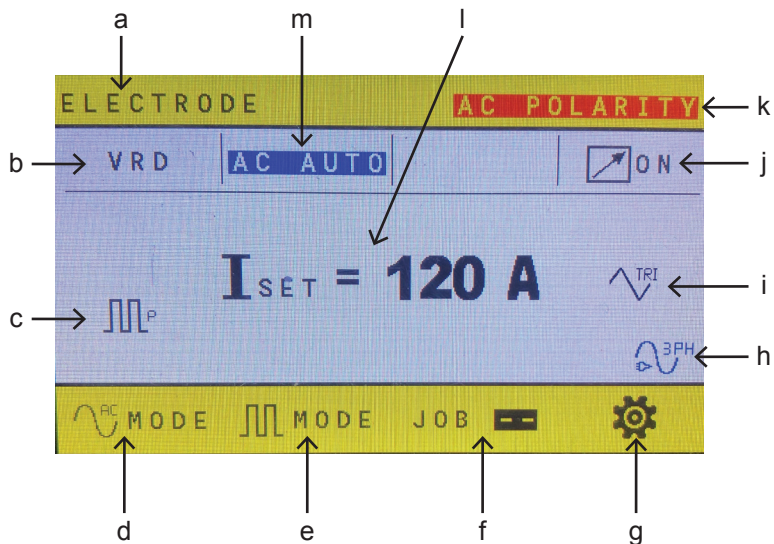 a m l
ELECTRODE AC POLARITY k
b VRD AC AUTO ON j
ISET = 120 A
TRI i
c P
3PH h
AC MODE MODE JOB --
d e f g